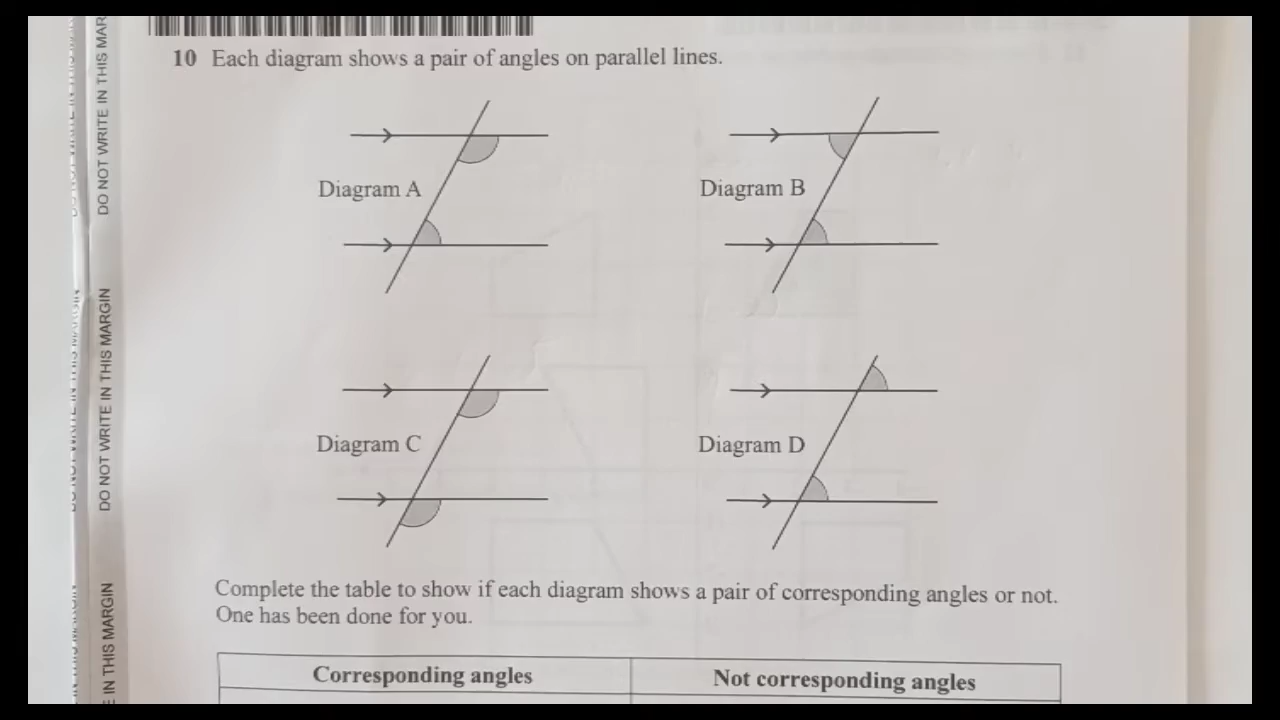 10 Each diagram shows a pair of angles on parallel lines.
Diagram A
Diagram B
Diagram C
Diagram D
Complete the table to show if each diagram shows a pair of corresponding angles or not.
One has been done for you.
Corresponding angles
Not corresponding angles
DO NOT WRITE IN THIS MAR
DO NOT WRITE IN THIS MARGIN
IN THIS MARGIN